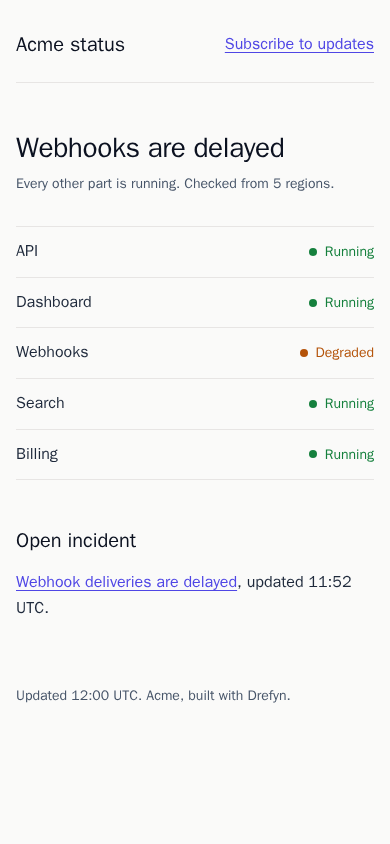 Acme status
Subscribe to updates
Webhooks are delayed
Every other part is running. Checked from 5 regions.
API
Running
Dashboard
Running
Webhooks
Degraded
Search
Running
Billing
Running
Open incident
Webhook deliveries are delayed, updated 11:52
UTC.
Updated 12:00 UTC. Acme, built with Drefyn.